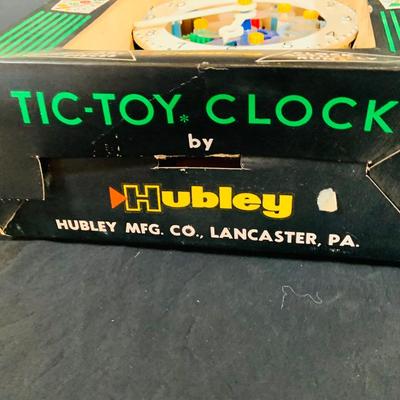 TIC-TOY* CLOCK
by
Hubley
HUBLEY MFG. CO., LANCASTER, PA.